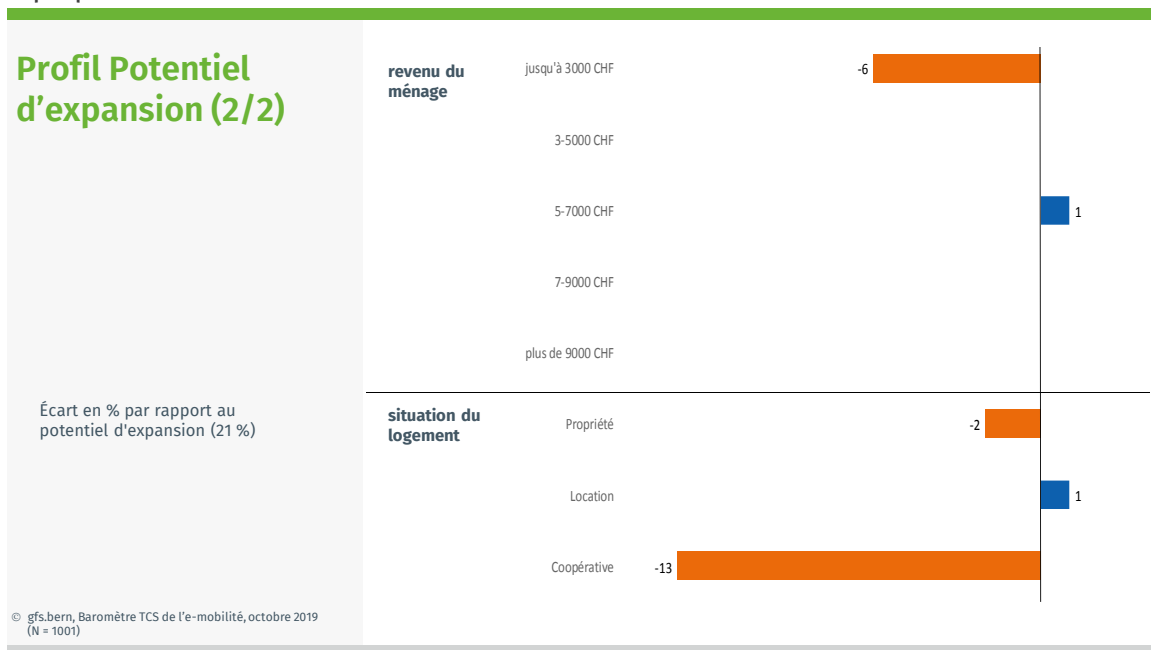 Profil Potentiel
d’expansion (2/2)
Écart en % par rapport au
potentiel d'expansion (21 %)
© gfs.bern, Baromètre TCS de l’e-mobilité, octobre 2019
(N = 1001)
revenu du
ménage
jusqu'à 3000 CHF
-6
3-5000 CHF
5-7000 CHF
1
7-9000 CHF
plus de 9000 CHF
situation du
logement
Propriété
-2
Location
1
Coopérative
-13